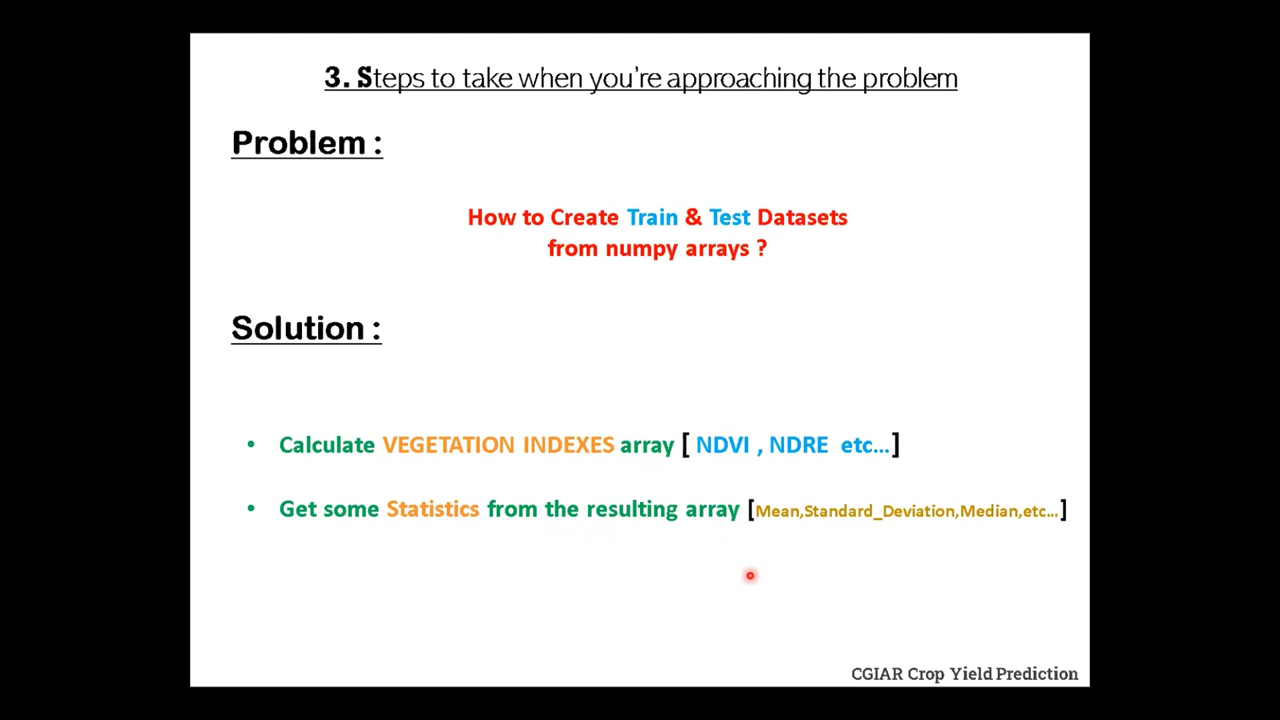 3. Steps to take when you're approaching the problem
Problem :
How to Create Train & Test Datasets
from numpy arrays ?
Solution :
• Calculate VEGETATION INDEXES array [ NDVI , NDRE etc...]
• Get some Statistics from the resulting array [Mean,Standard_Deviation,Median,etc...]
CGIAR Crop Yield Prediction